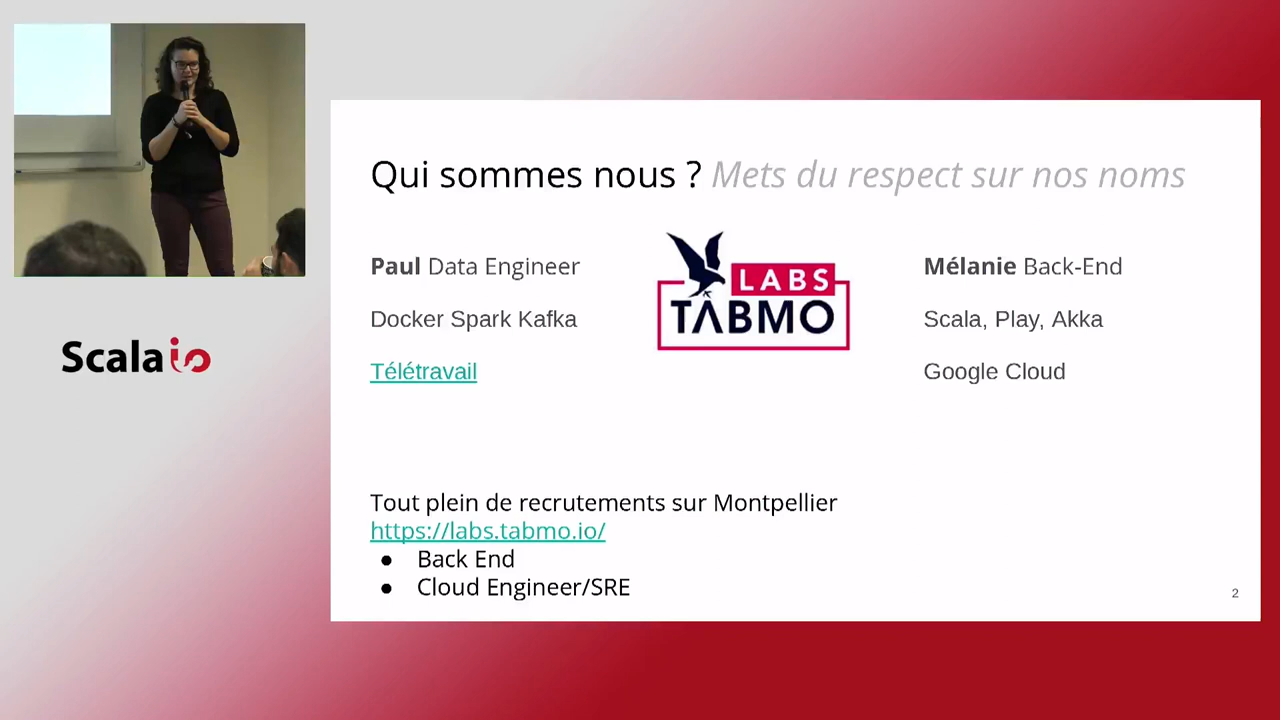 Scala io
Qui sommes nous ? Mets du respect sur nos noms
Paul Data Engineer
Docker Spark Kafka
Télétravail
LABS
TABMO
Mélanie Back-End
Scala, Play, Akka
Google Cloud
Tout plein de recrutements sur Montpellier
https://labs.tabmo.io/
● Back End
● Cloud Engineer/SRE
2